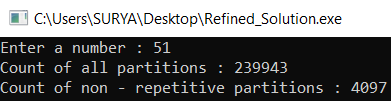 C:\Users\SURYA\Desktop\Refined_Solution.exe
Enter a number : 51
Count of all partitions : 239943
Count of non - repetitive partitions : 4097